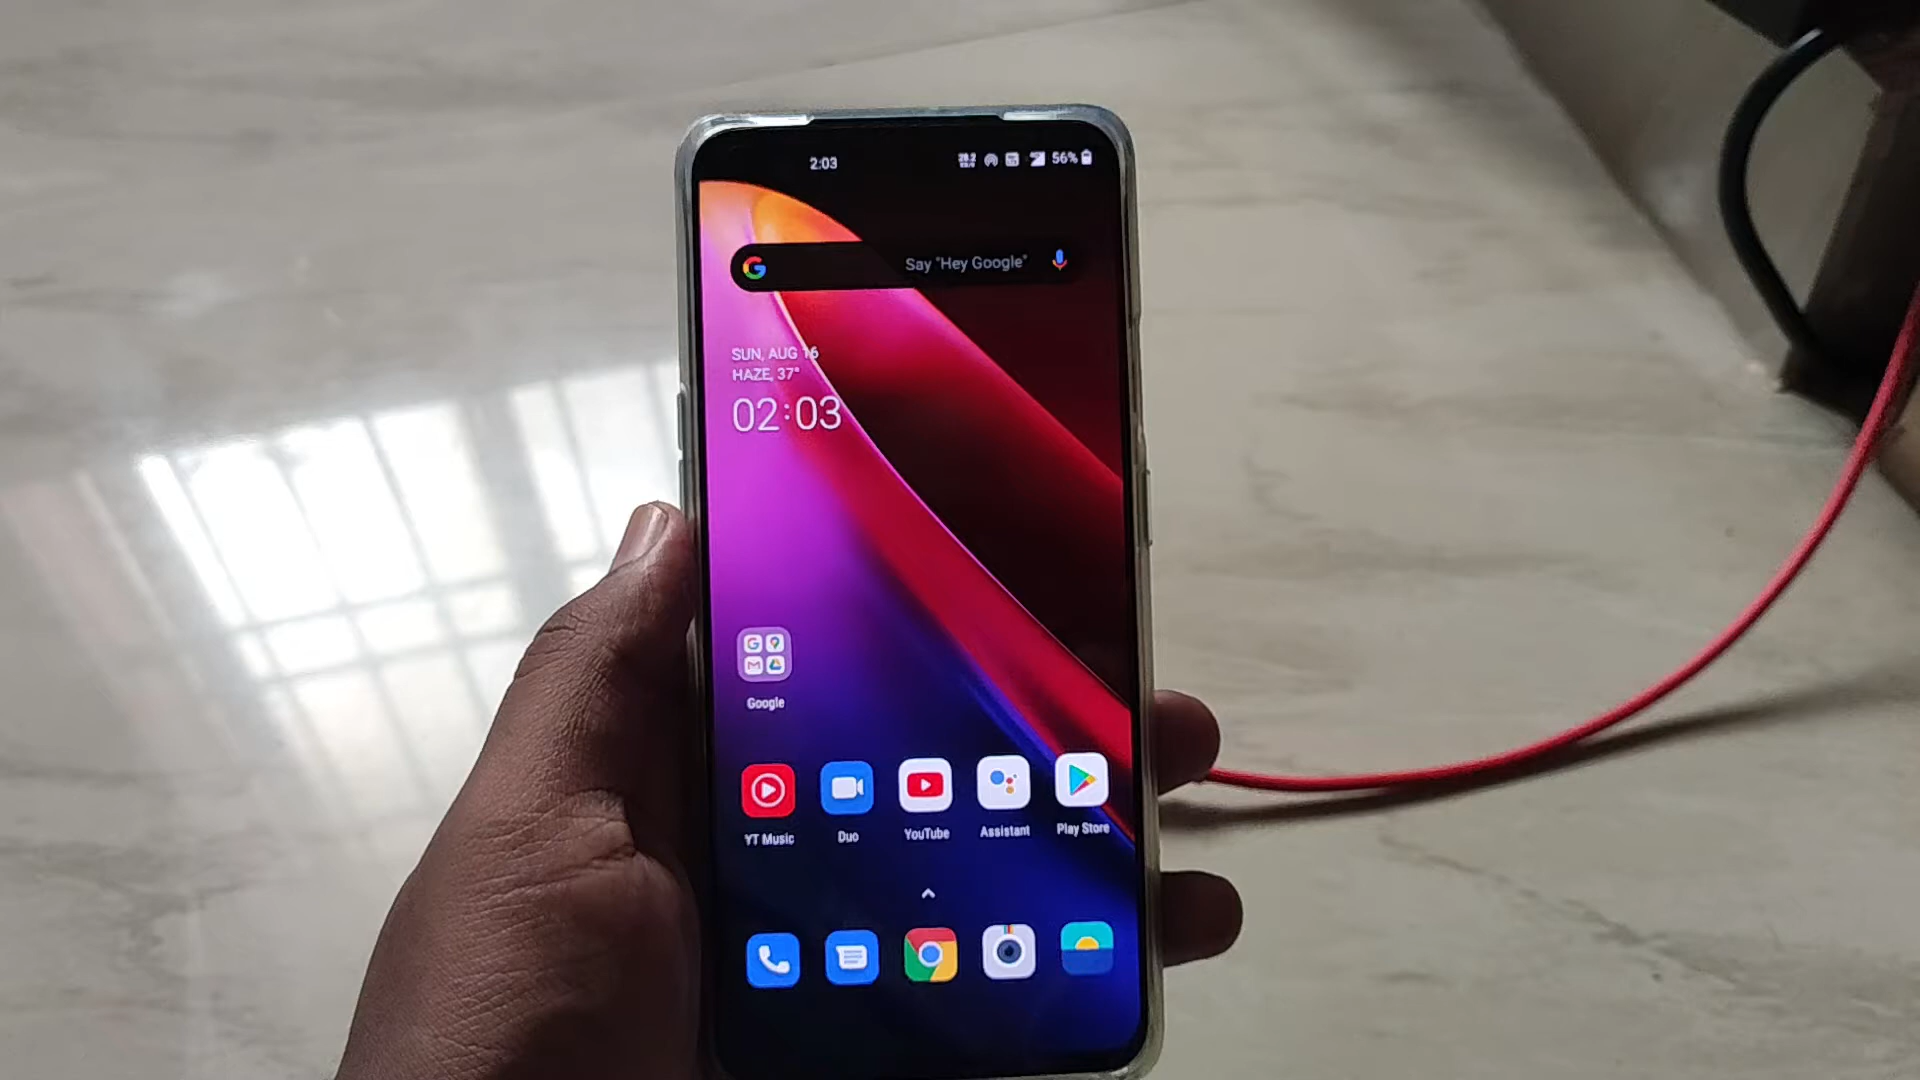 2:03
56%
Say "Hey Google"
SUN, AUG 16
HAZE, 37°
02:03
Google
YT Music
Duo
YouTube
Assistant
Play Store